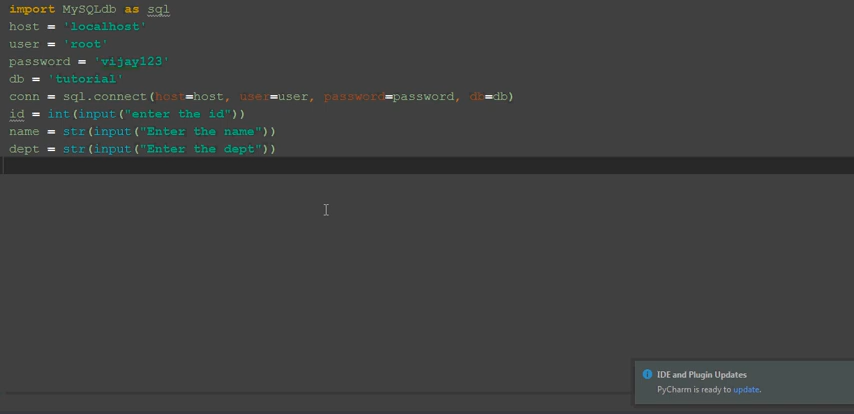 import MySQLdb as sql
host = 'localhost'
user = 'root'
password = 'vijay123'
db = 'tutorial'
conn = sql.connect(host=host, user=user, password=password, db=db)
id = int(input("enter the id"))
name = str(input("Enter the name"))
dept = str(input("Enter the dept"))
IDE and Plugin Updates
PyCharm is ready to update.